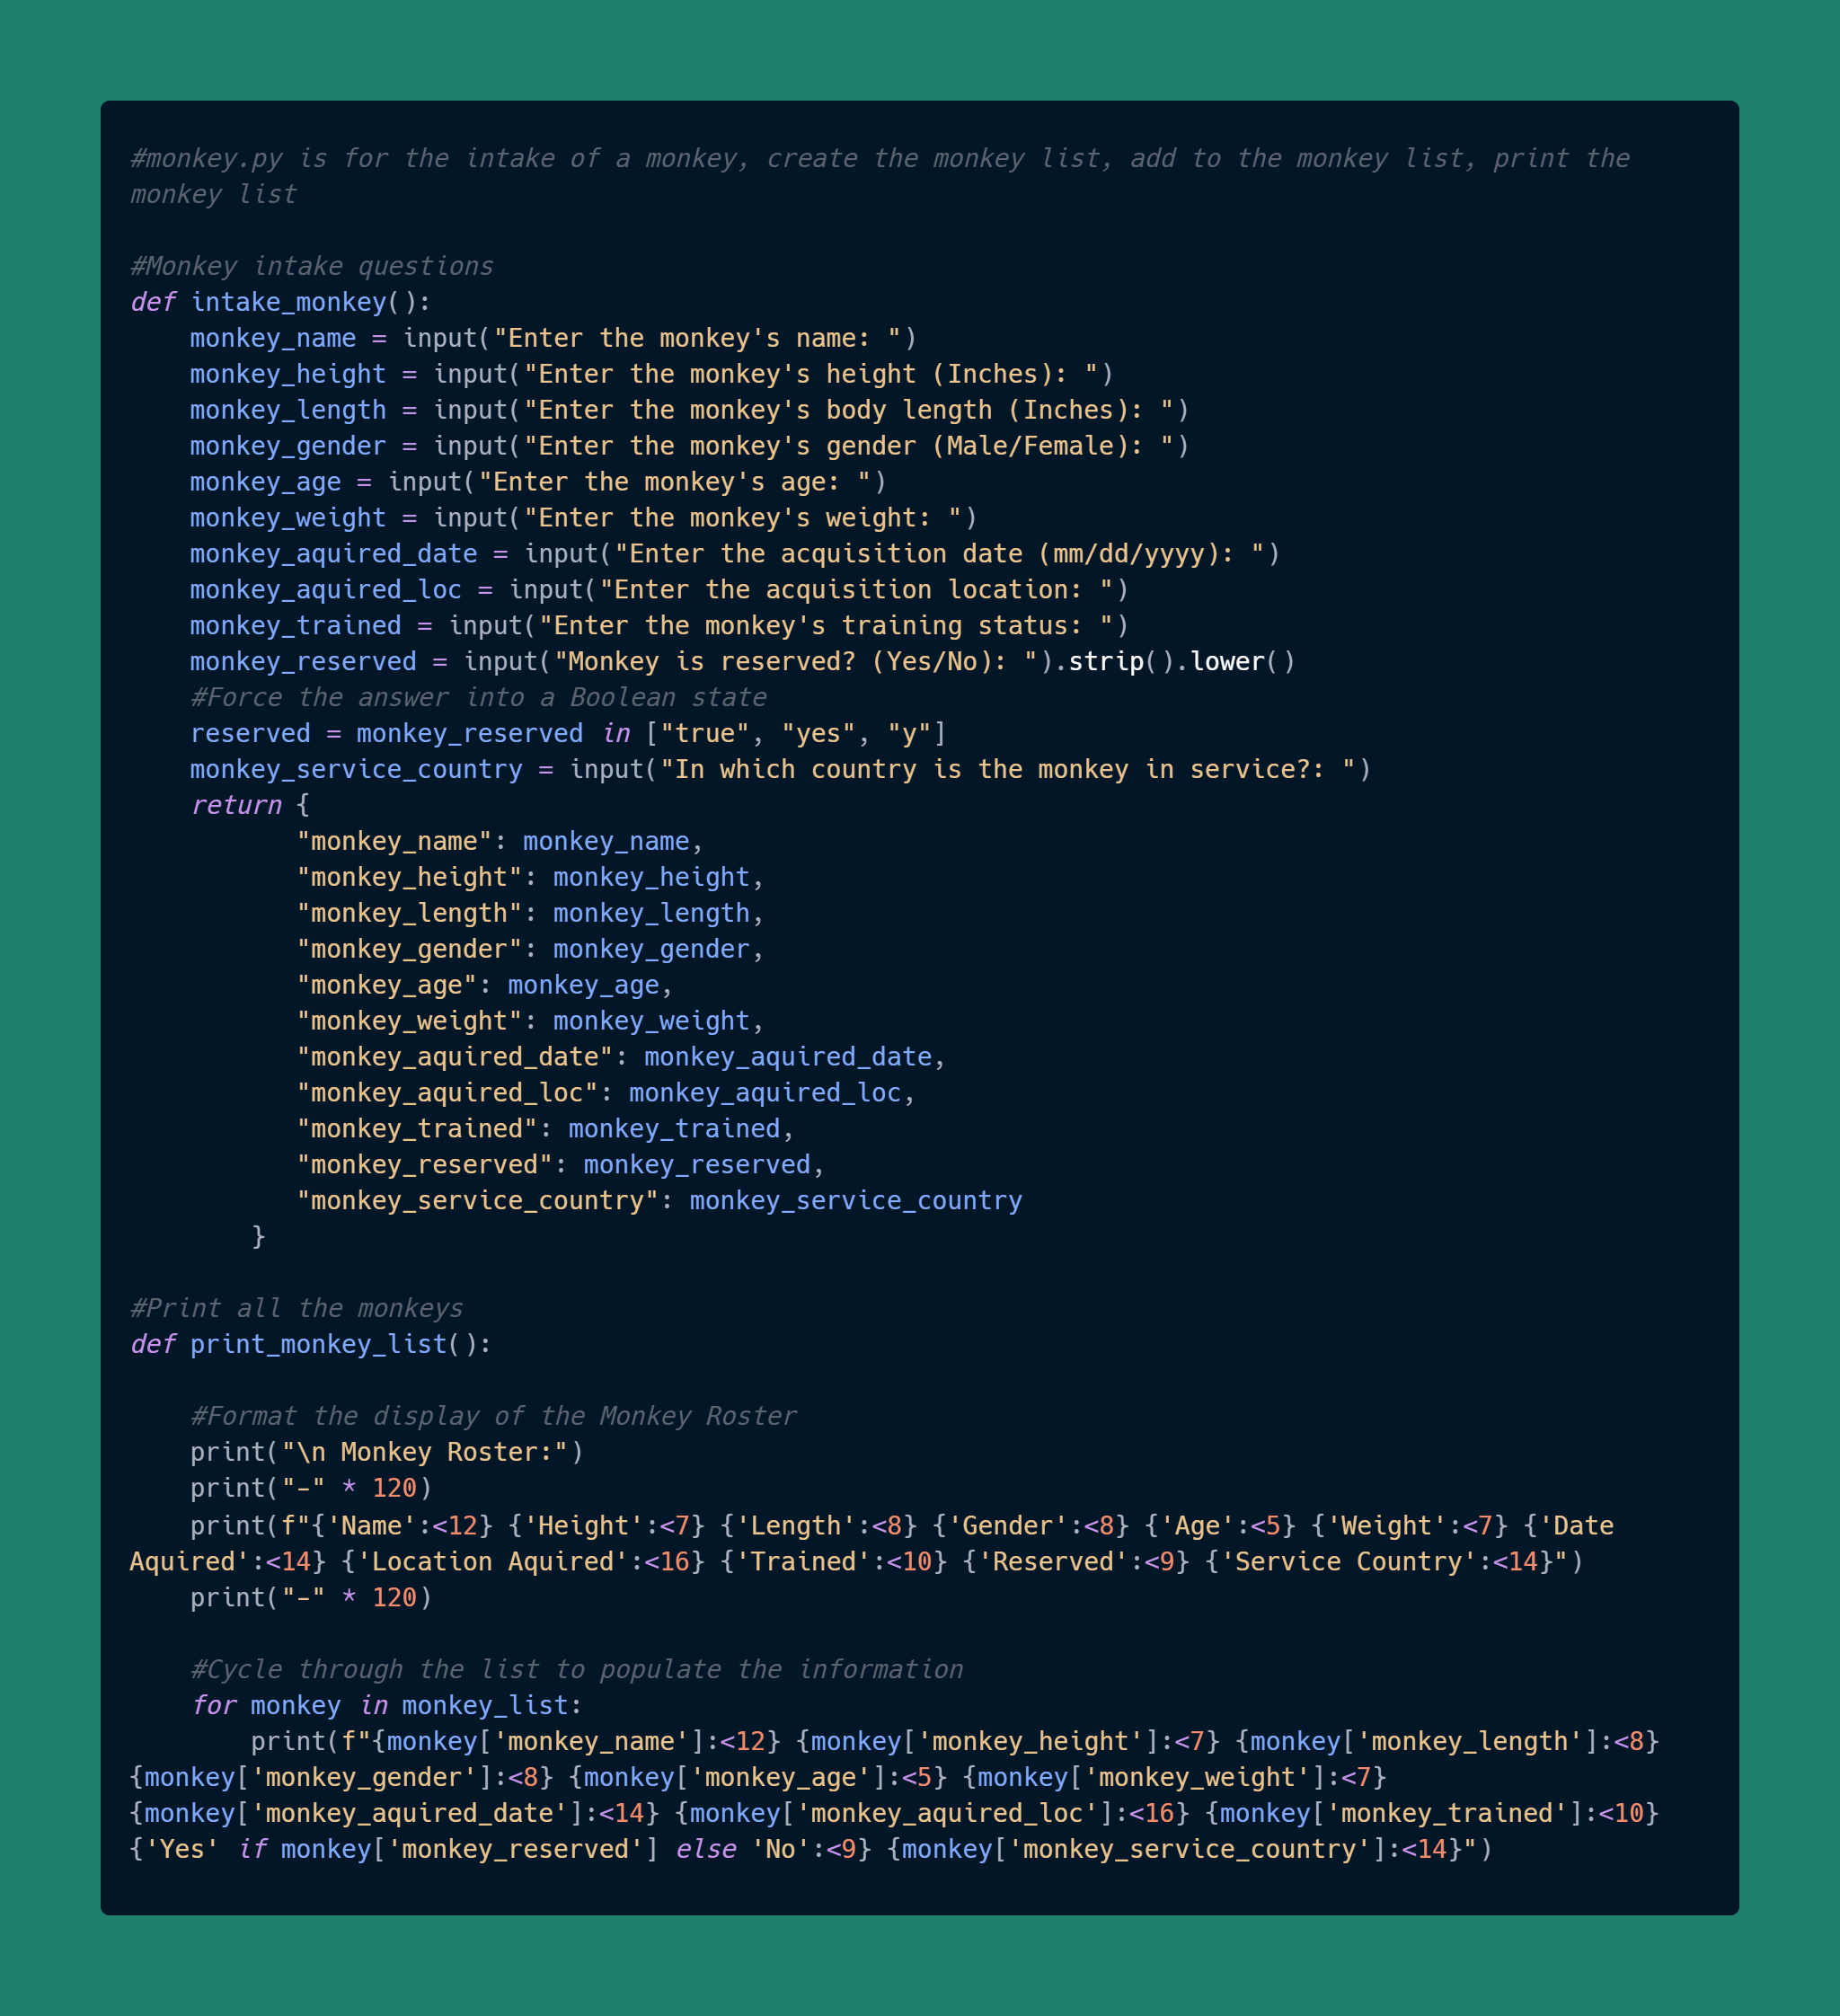 #monkey.py is for the intake of a monkey, create the monkey list, add to the monkey list, print the
monkey list

#Monkey intake questions
def intake_monkey():
    monkey_name = input("Enter the monkey's name: ")
    monkey_height = input("Enter the monkey's height (Inches): ")
    monkey_length = input("Enter the monkey's body length (Inches): ")
    monkey_gender = input("Enter the monkey's gender (Male/Female): ")
    monkey_age = input("Enter the monkey's age: ")
    monkey_weight = input("Enter the monkey's weight: ")
    monkey_aquired_date = input("Enter the acquisition date (mm/dd/yyyy): ")
    monkey_aquired_loc = input("Enter the acquisition location: ")
    monkey_trained = input("Enter the monkey's training status: ")
    monkey_reserved = input("Monkey is reserved? (Yes/No): ").strip().lower()
    #Force the answer into a Boolean state
    reserved = monkey_reserved in ["true", "yes", "y"]
    monkey_service_country = input("In which country is the monkey in service?: ")
    return {
           "monkey_name": monkey_name,
           "monkey_height": monkey_height,
           "monkey_length": monkey_length,
           "monkey_gender": monkey_gender,
           "monkey_age": monkey_age,
           "monkey_weight": monkey_weight,
           "monkey_aquired_date": monkey_aquired_date,
           "monkey_aquired_loc": monkey_aquired_loc,
           "monkey_trained": monkey_trained,
           "monkey_reserved": monkey_reserved,
           "monkey_service_country": monkey_service_country
        }

#Print all the monkeys
def print_monkey_list():

    #Format the display of the Monkey Roster
    print("\n Monkey Roster:")
    print("-" * 120)
    print(f"{'Name':<12} {'Height':<7} {'Length':<8} {'Gender':<8} {'Age':<5} {'Weight':<7} {'Date
Aquired':<14} {'Location Aquired':<16} {'Trained':<10} {'Reserved':<9} {'Service Country':<14}")
    print("-" * 120)

    #Cycle through the list to populate the information
    for monkey in monkey_list:
        print(f"{monkey['monkey_name']:<12} {monkey['monkey_height']:<7} {monkey['monkey_length']:<8}
{monkey['monkey_gender']:<8} {monkey['monkey_age']:<5} {monkey['monkey_weight']:<7}
{monkey['monkey_aquired_date']:<14} {monkey['monkey_aquired_loc']:<16} {monkey['monkey_trained']:<10}
{'Yes' if monkey['monkey_reserved'] else 'No':<9} {monkey['monkey_service_country']:<14}")